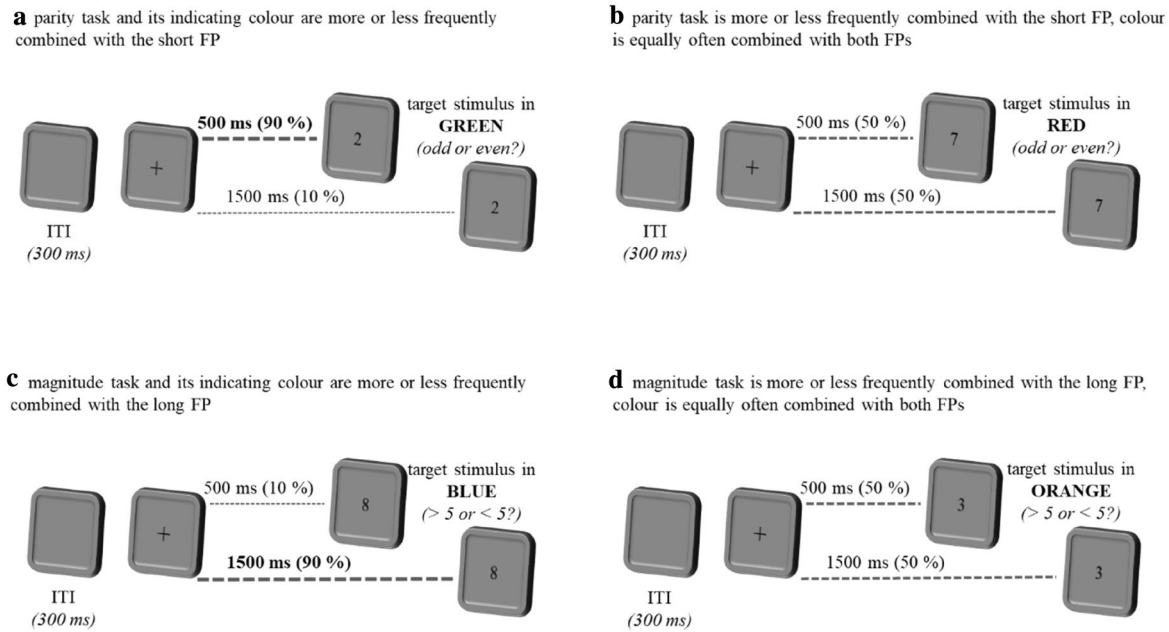 a parity task and its indicating colour are more or less frequently
combined with the short FP
500 ms (90 %)
2
target stimulus in
GREEN
(odd or even?)
+
1500 ms (10 %)
2
ITI
(300 ms)
b parity task is more or less frequently combined with the short FP, colour
is equally often combined with both FPs
500 ms (50 %)
7
target stimulus in
RED
(odd or even?)
+
1500 ms (50 %)
7
ITI
(300 ms)
c magnitude task and its indicating colour are more or less frequently
combined with the long FP
500 ms (10 %)
8
target stimulus in
BLUE
(> 5 or < 5?)
+
1500 ms (90 %)
8
ITI
(300 ms)
d magnitude task is more or less frequently combined with the long FP,
colour is equally often combined with both FPs
500 ms (50 %)
3
target stimulus in
ORANGE
(> 5 or < 5?)
+
1500 ms (50 %)
3
ITI
(300 ms)